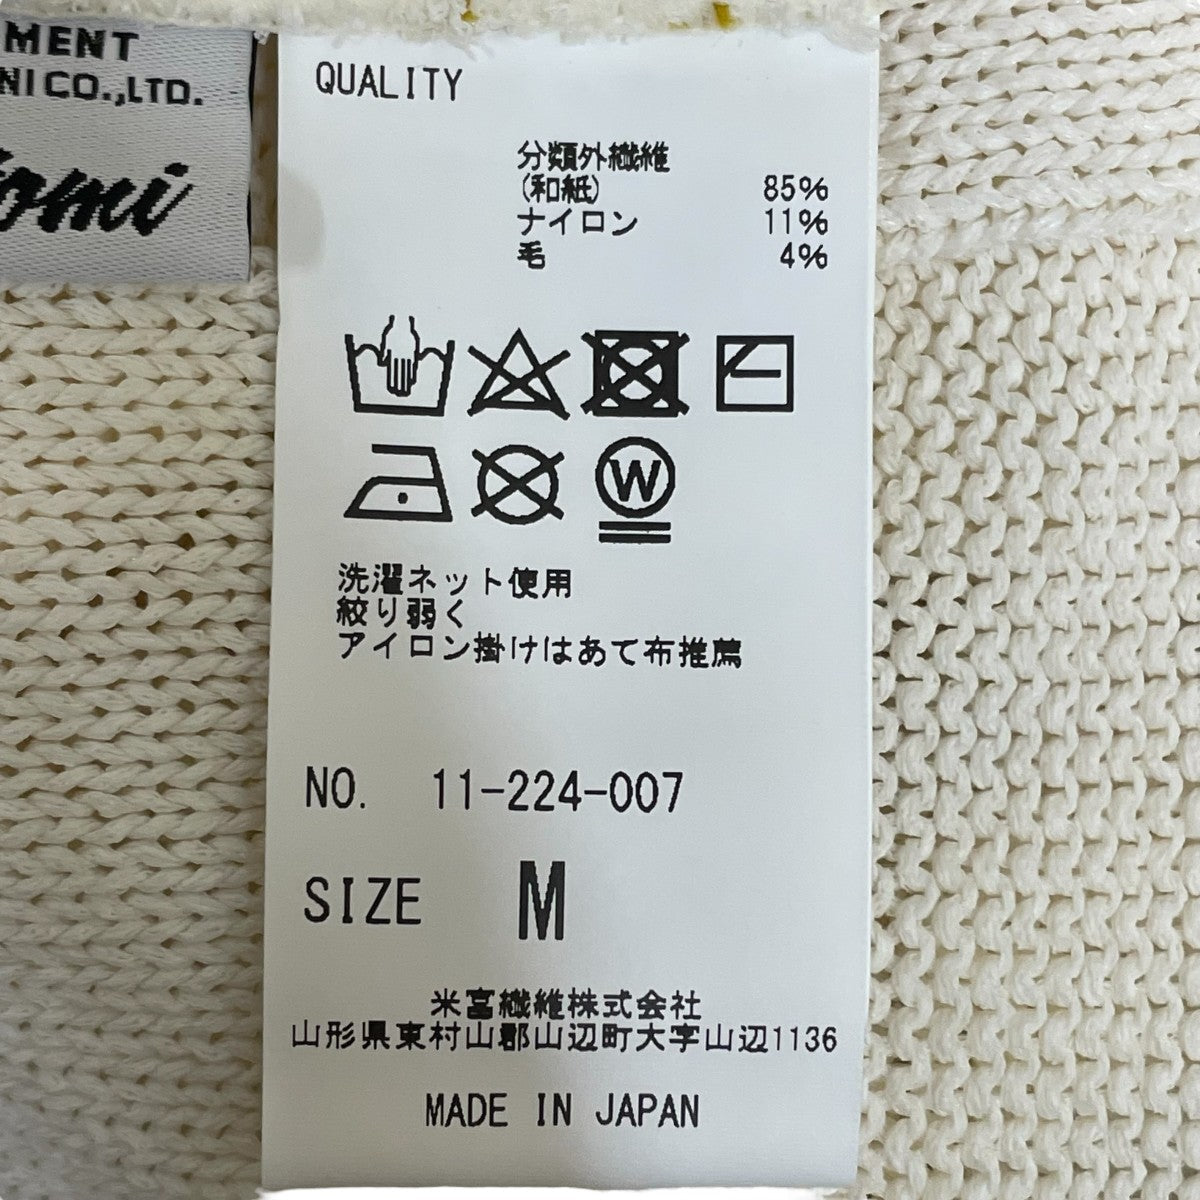 MENT
NI CO.,LTD.
QUALITY
分類外繊維
(和紙) 85%
ナイロン 11%
毛 4%
W
洗濯ネット使用
絞り弱く
アイロン掛けはあて布推薦
NO. 11-224-007
SIZE M
米富繊維株式会社
山形県東村山郡山辺町大字山辺1136
MADE IN JAPAN